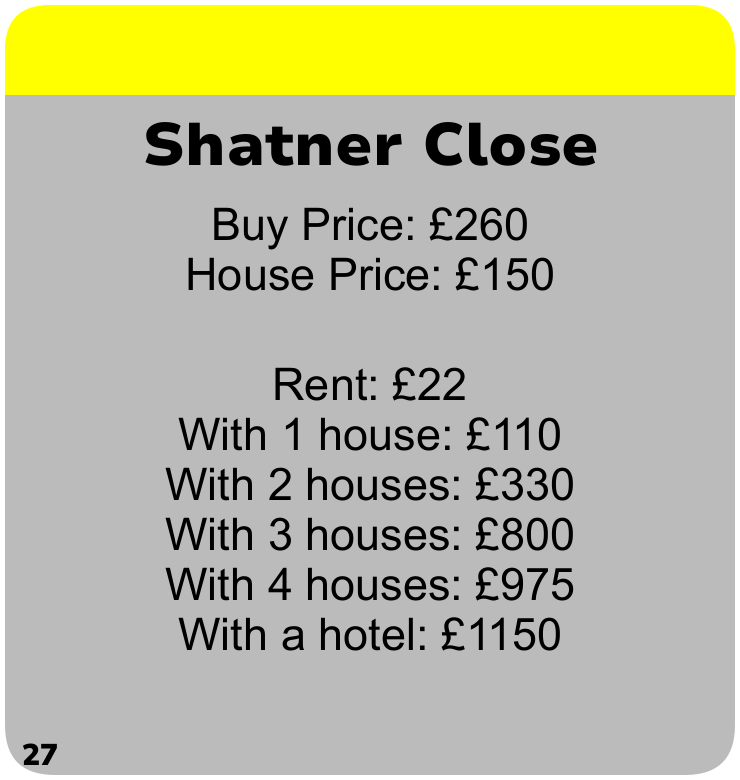 Shatner Close
Buy Price: £260
House Price: £150
Rent: £22
With 1 house: £110
With 2 houses: £330
With 3 houses: £800
With 4 houses: £975
With a hotel: £1150
27